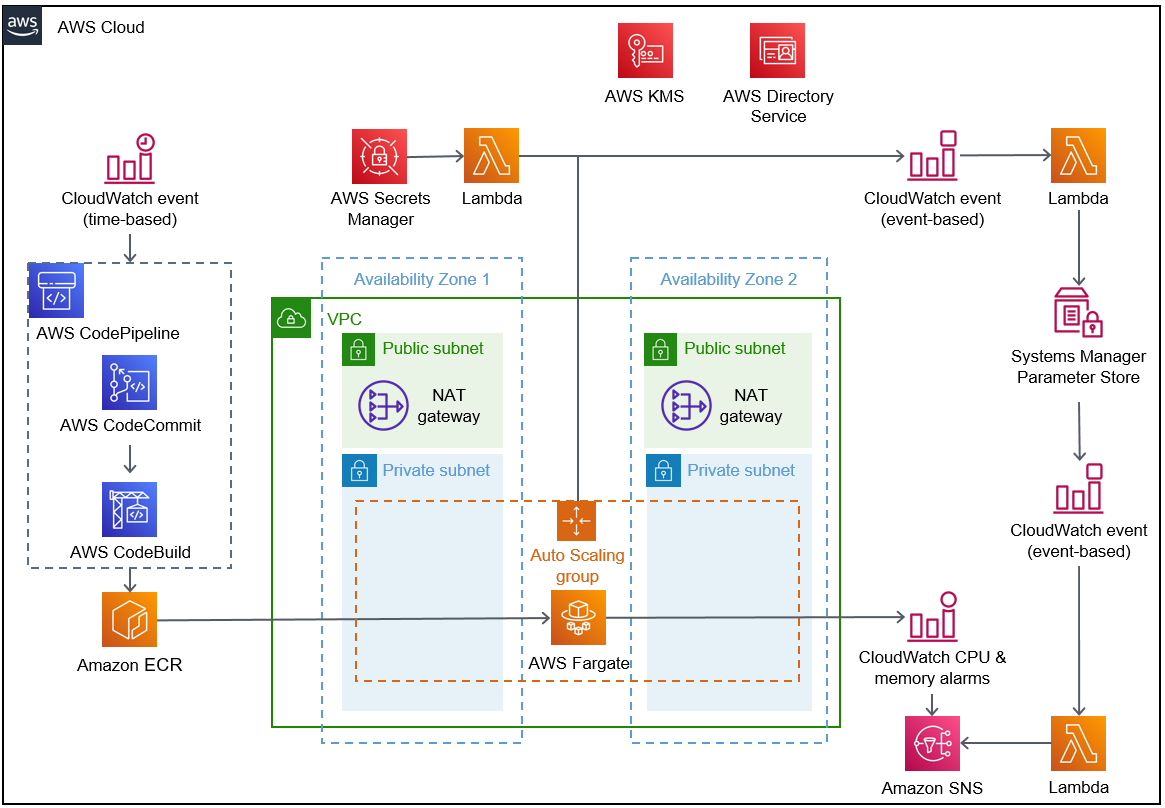 aws
AWS Cloud
AWS KMS
AWS Directory
Service
CloudWatch event
(time-based)
AWS Secrets
Manager
Lambda
CloudWatch event
(event-based)
Lambda
Availability Zone 1
Availability Zone 2
VPC
AWS CodePipeline
Public subnet
Public subnet
NAT
gateway
NAT
gateway
Systems Manager
Parameter Store
AWS CodeCommit
Private subnet
Private subnet
AWS CodeBuild
Auto Scaling
group
CloudWatch event
(event-based)
Amazon ECR
AWS Fargate
CloudWatch CPU &
memory alarms
Amazon SNS
Lambda